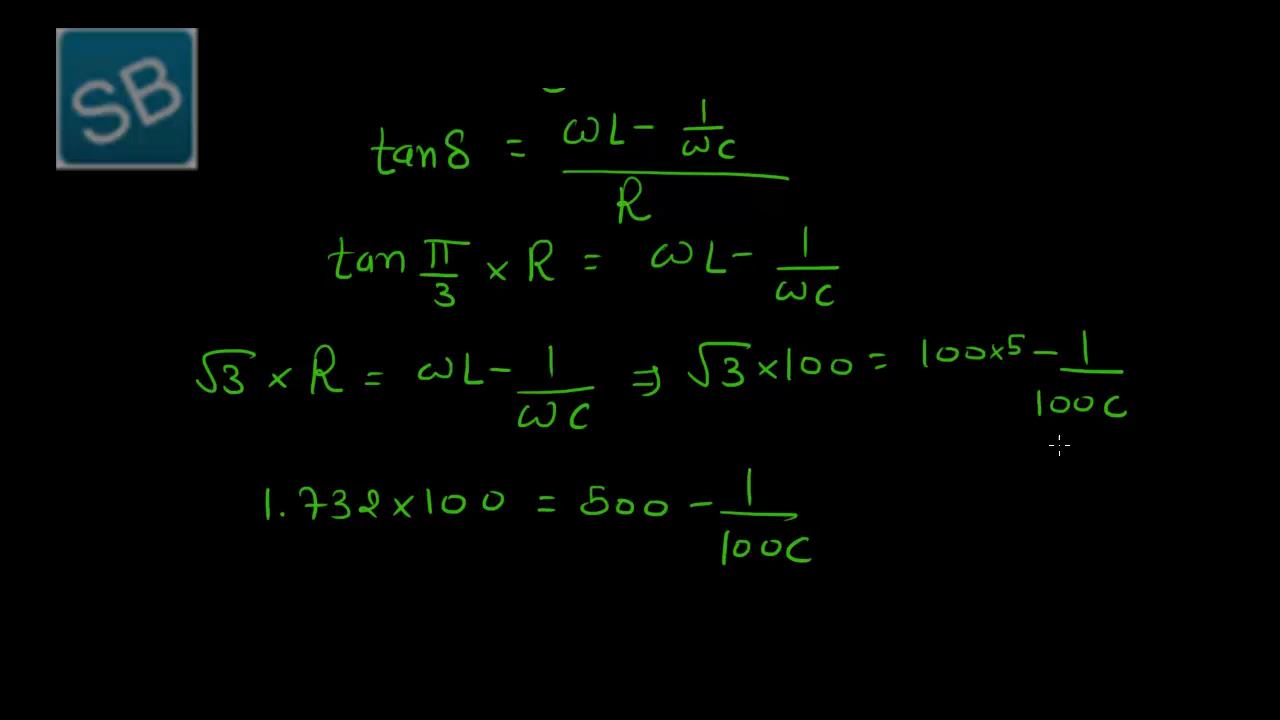 SB
tan δ = (ωL - 1/ωC) / R
tan π/3 × R = ωL - 1/ωC
√3 × R = ωL - 1/ωC ⇒ √3 × 100 = 100×5 - 1/100C
1.732 × 100 = 500 - 1/100C